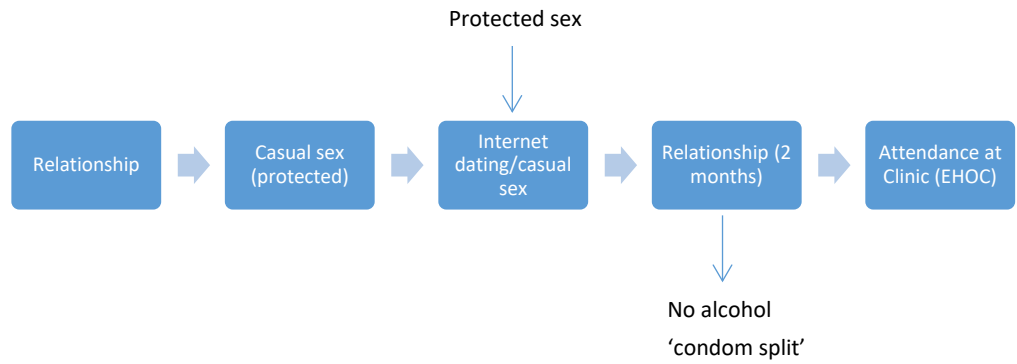 Protected sex
Relationship
Casual sex
(protected)
Internet
dating/casual
sex
Relationship (2
months)
Attendance at
Clinic (EHOC)
No alcohol
‘condom split’